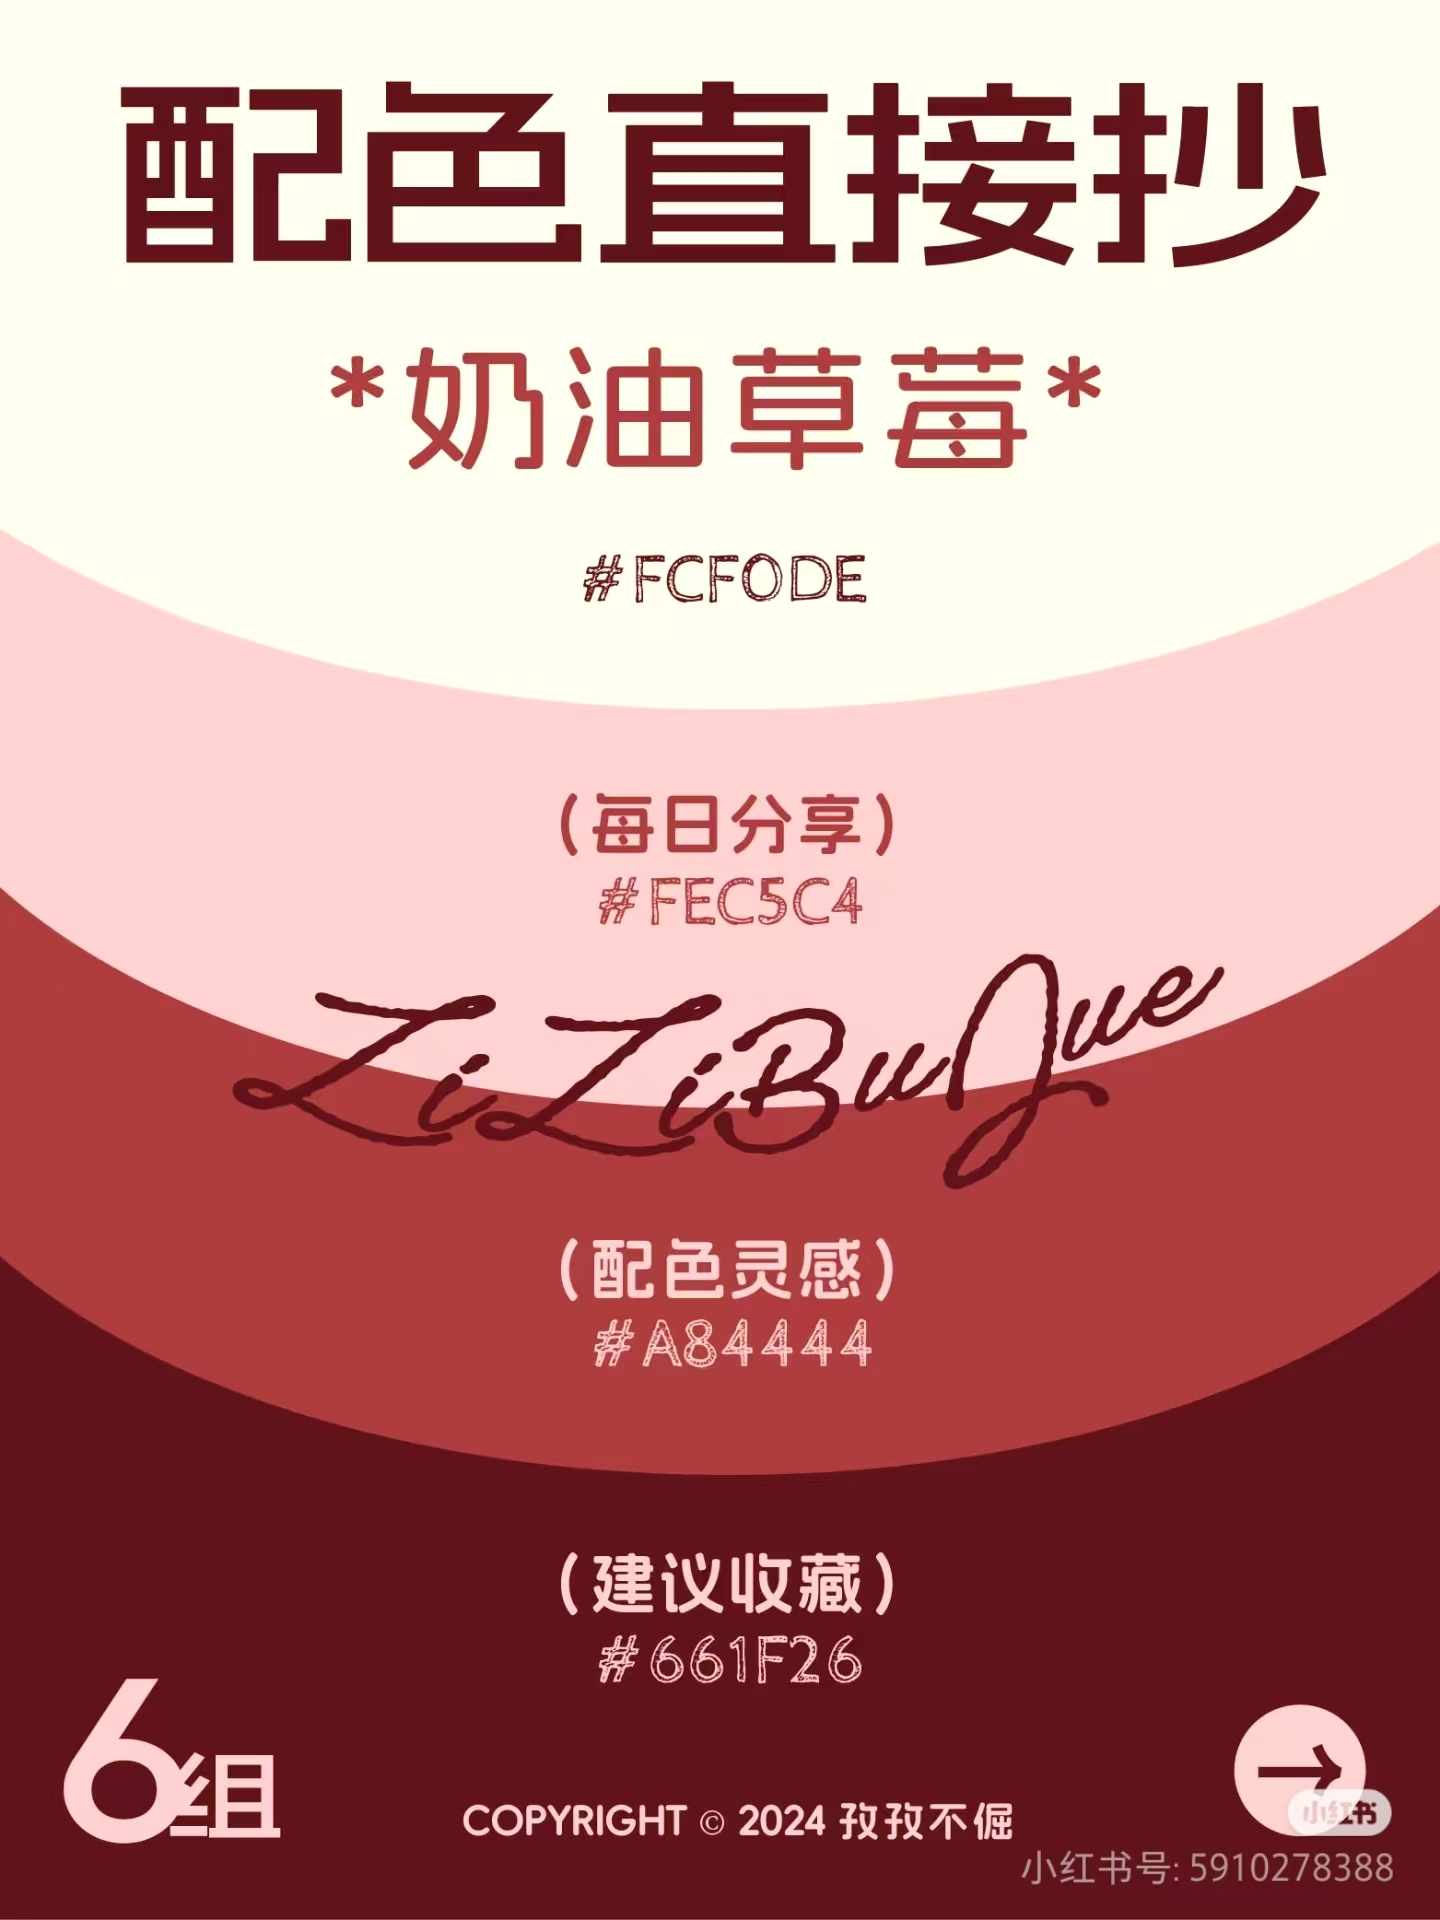 配色直接抄
*奶油草莓*
#FCF0DE
(每日分享)
#FEC5C4
ZiZiBuJue
(配色灵感)
#A84444
(建议收藏)
#661F26
6组
→
COPYRIGHT © 2024 孜孜不倔
小红书
小红书号: 5910278388